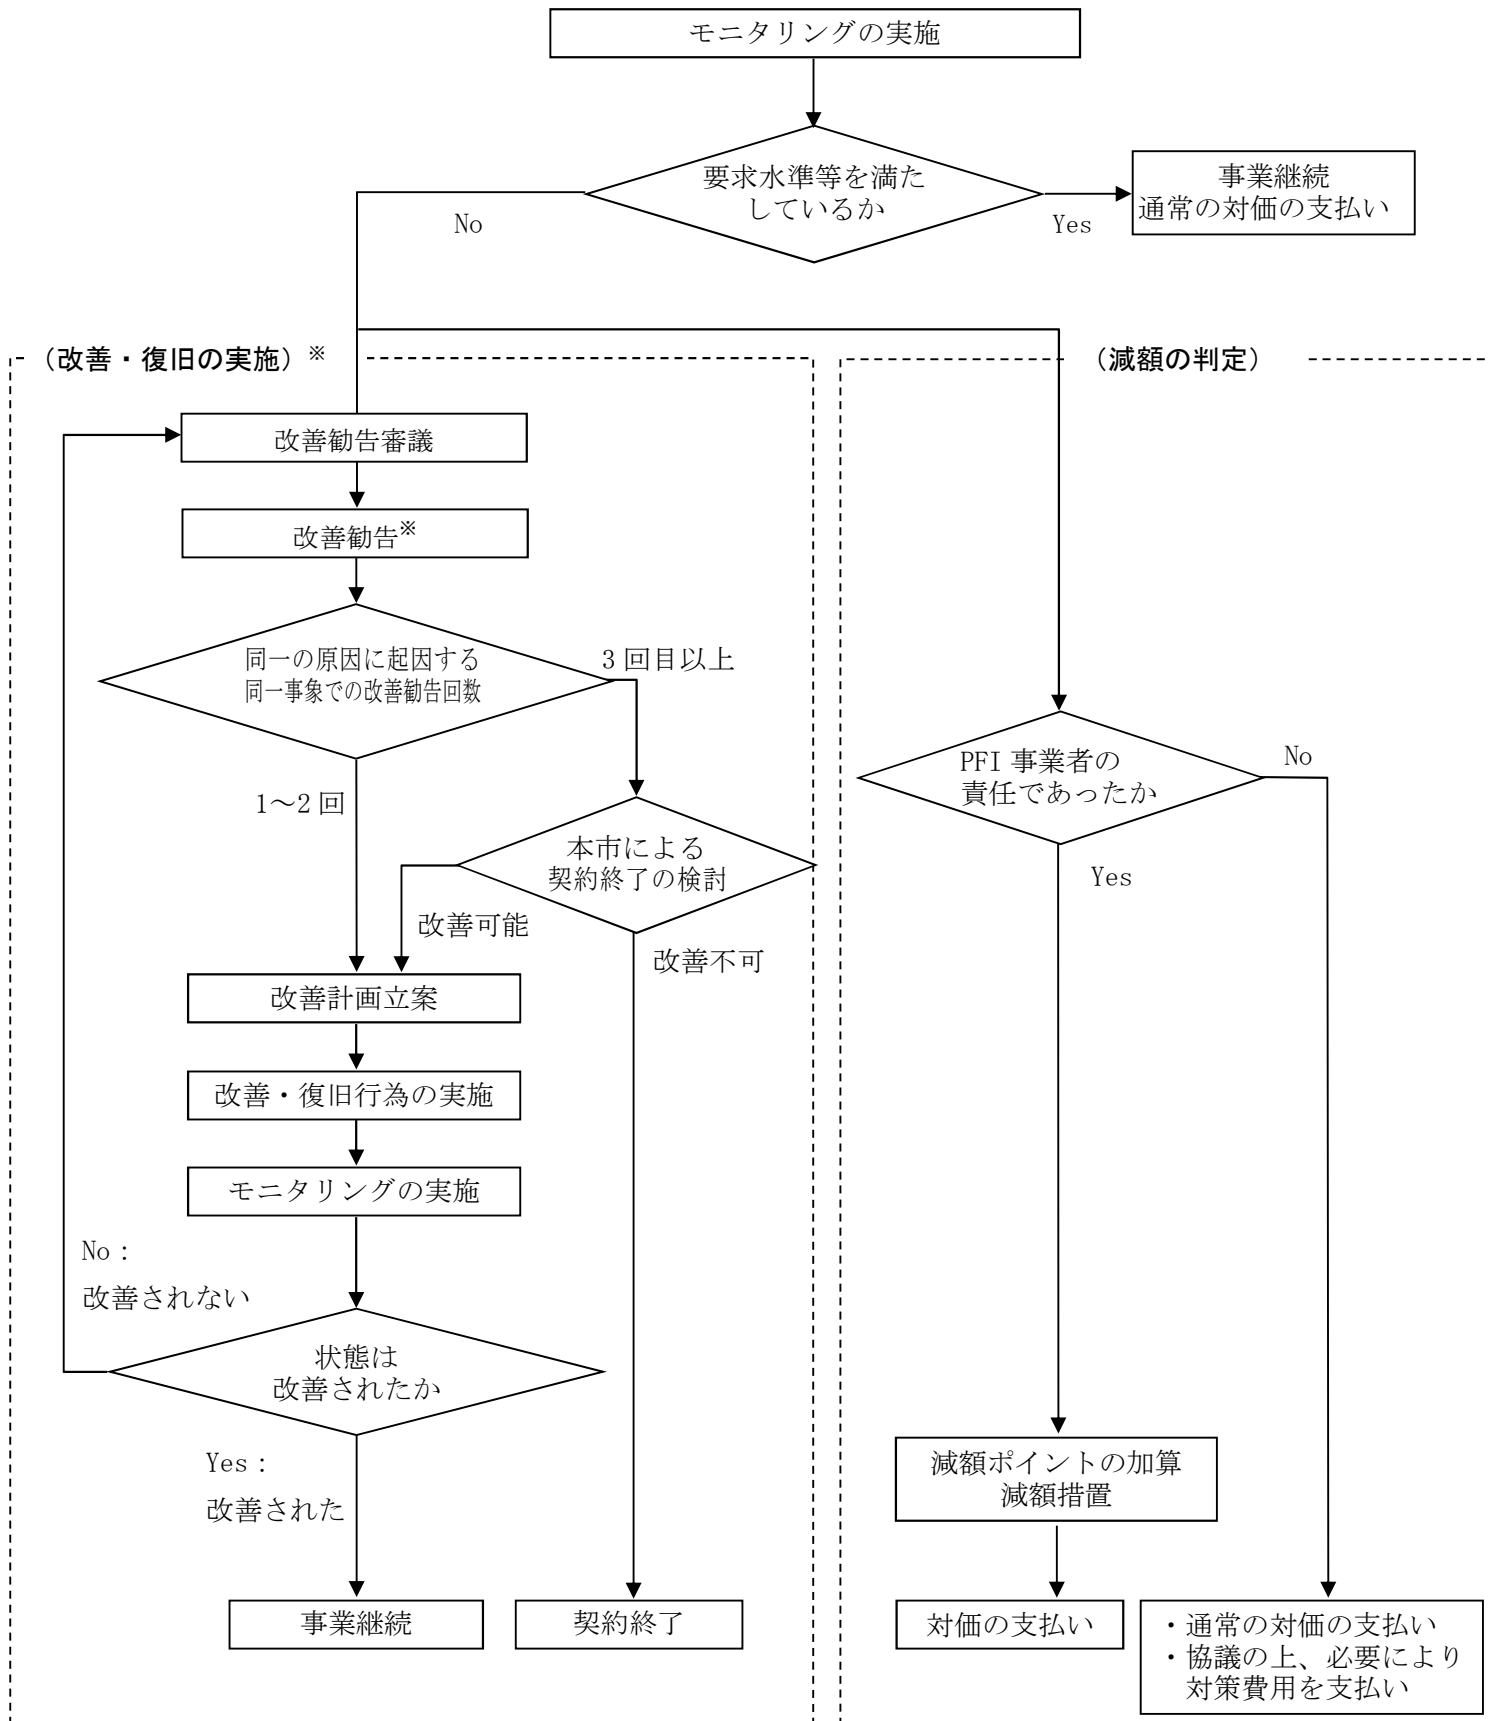 モニタリングの実施
要求水準等を満た
しているか
No
Yes
事業継続
通常の対価の支払い
（改善・復旧の実施）※
（減額の判定）
改善勧告審議
改善勧告※
同一の原因に起因する
同一事象での改善勧告回数
3 回目以上
1～2 回
本市による
契約終了の検討
改善可能
改善不可
改善計画立案
改善・復旧行為の実施
モニタリングの実施
No：
改善されない
状態は
改善されたか
Yes：
改善された
事業継続
契約終了
PFI 事業者の
責任であったか
No
Yes
減額ポイントの加算
減額措置
対価の支払い
・通常の対価の支払い
・協議の上、必要により
対策費用を支払い